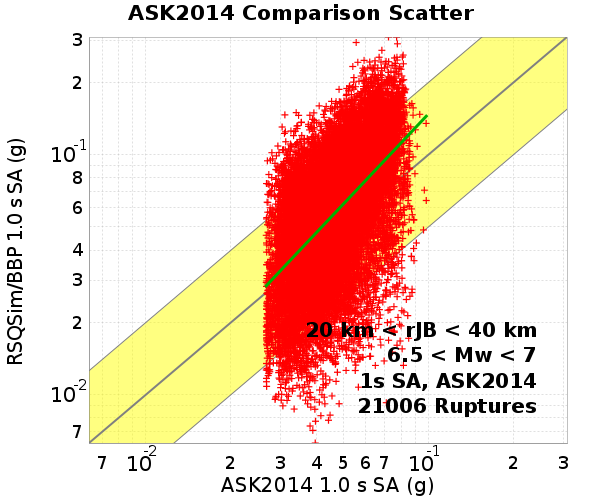 ASK2014 Comparison Scatter
RSQSim/BBP 1.0 s SA (g)
3
2
10-1
8
6
4
3
2
10-2
7
20 km < rJB < 40 km
6.5 < Mw < 7
1s SA, ASK2014
21006 Ruptures
7 10-2 2 3 4 5 6 7 10-1 2 3
ASK2014 1.0 s SA (g)